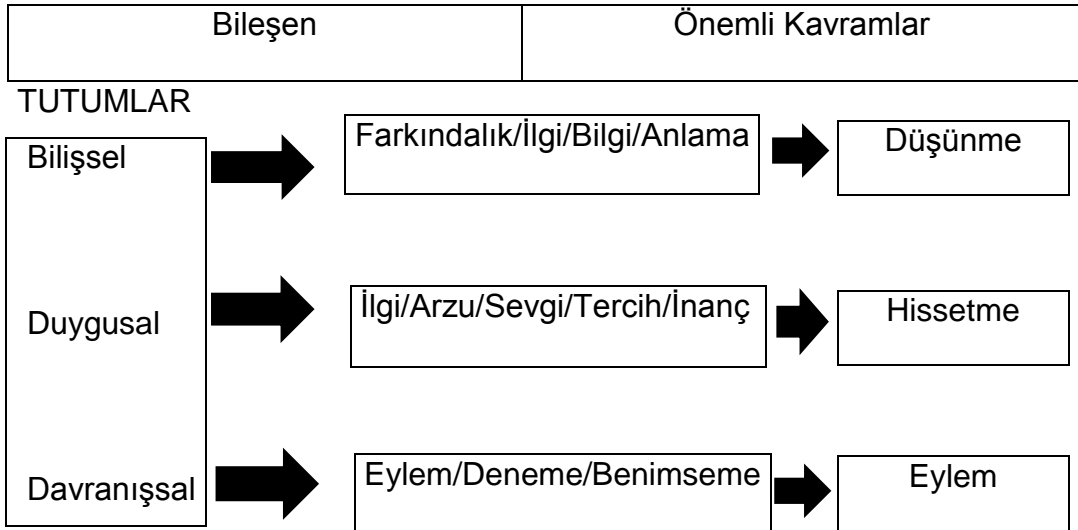 Bileşen
Önemli Kavramlar
TUTUMLAR
Bilişsel
Farkındalık/İlgi/Bilgi/Anlama
Düşünme
Duygusal
İlgi/Arzu/Sevgi/Tercih/İnanç
Hissetme
Davranışsal
Eylem/Deneme/Benimseme
Eylem